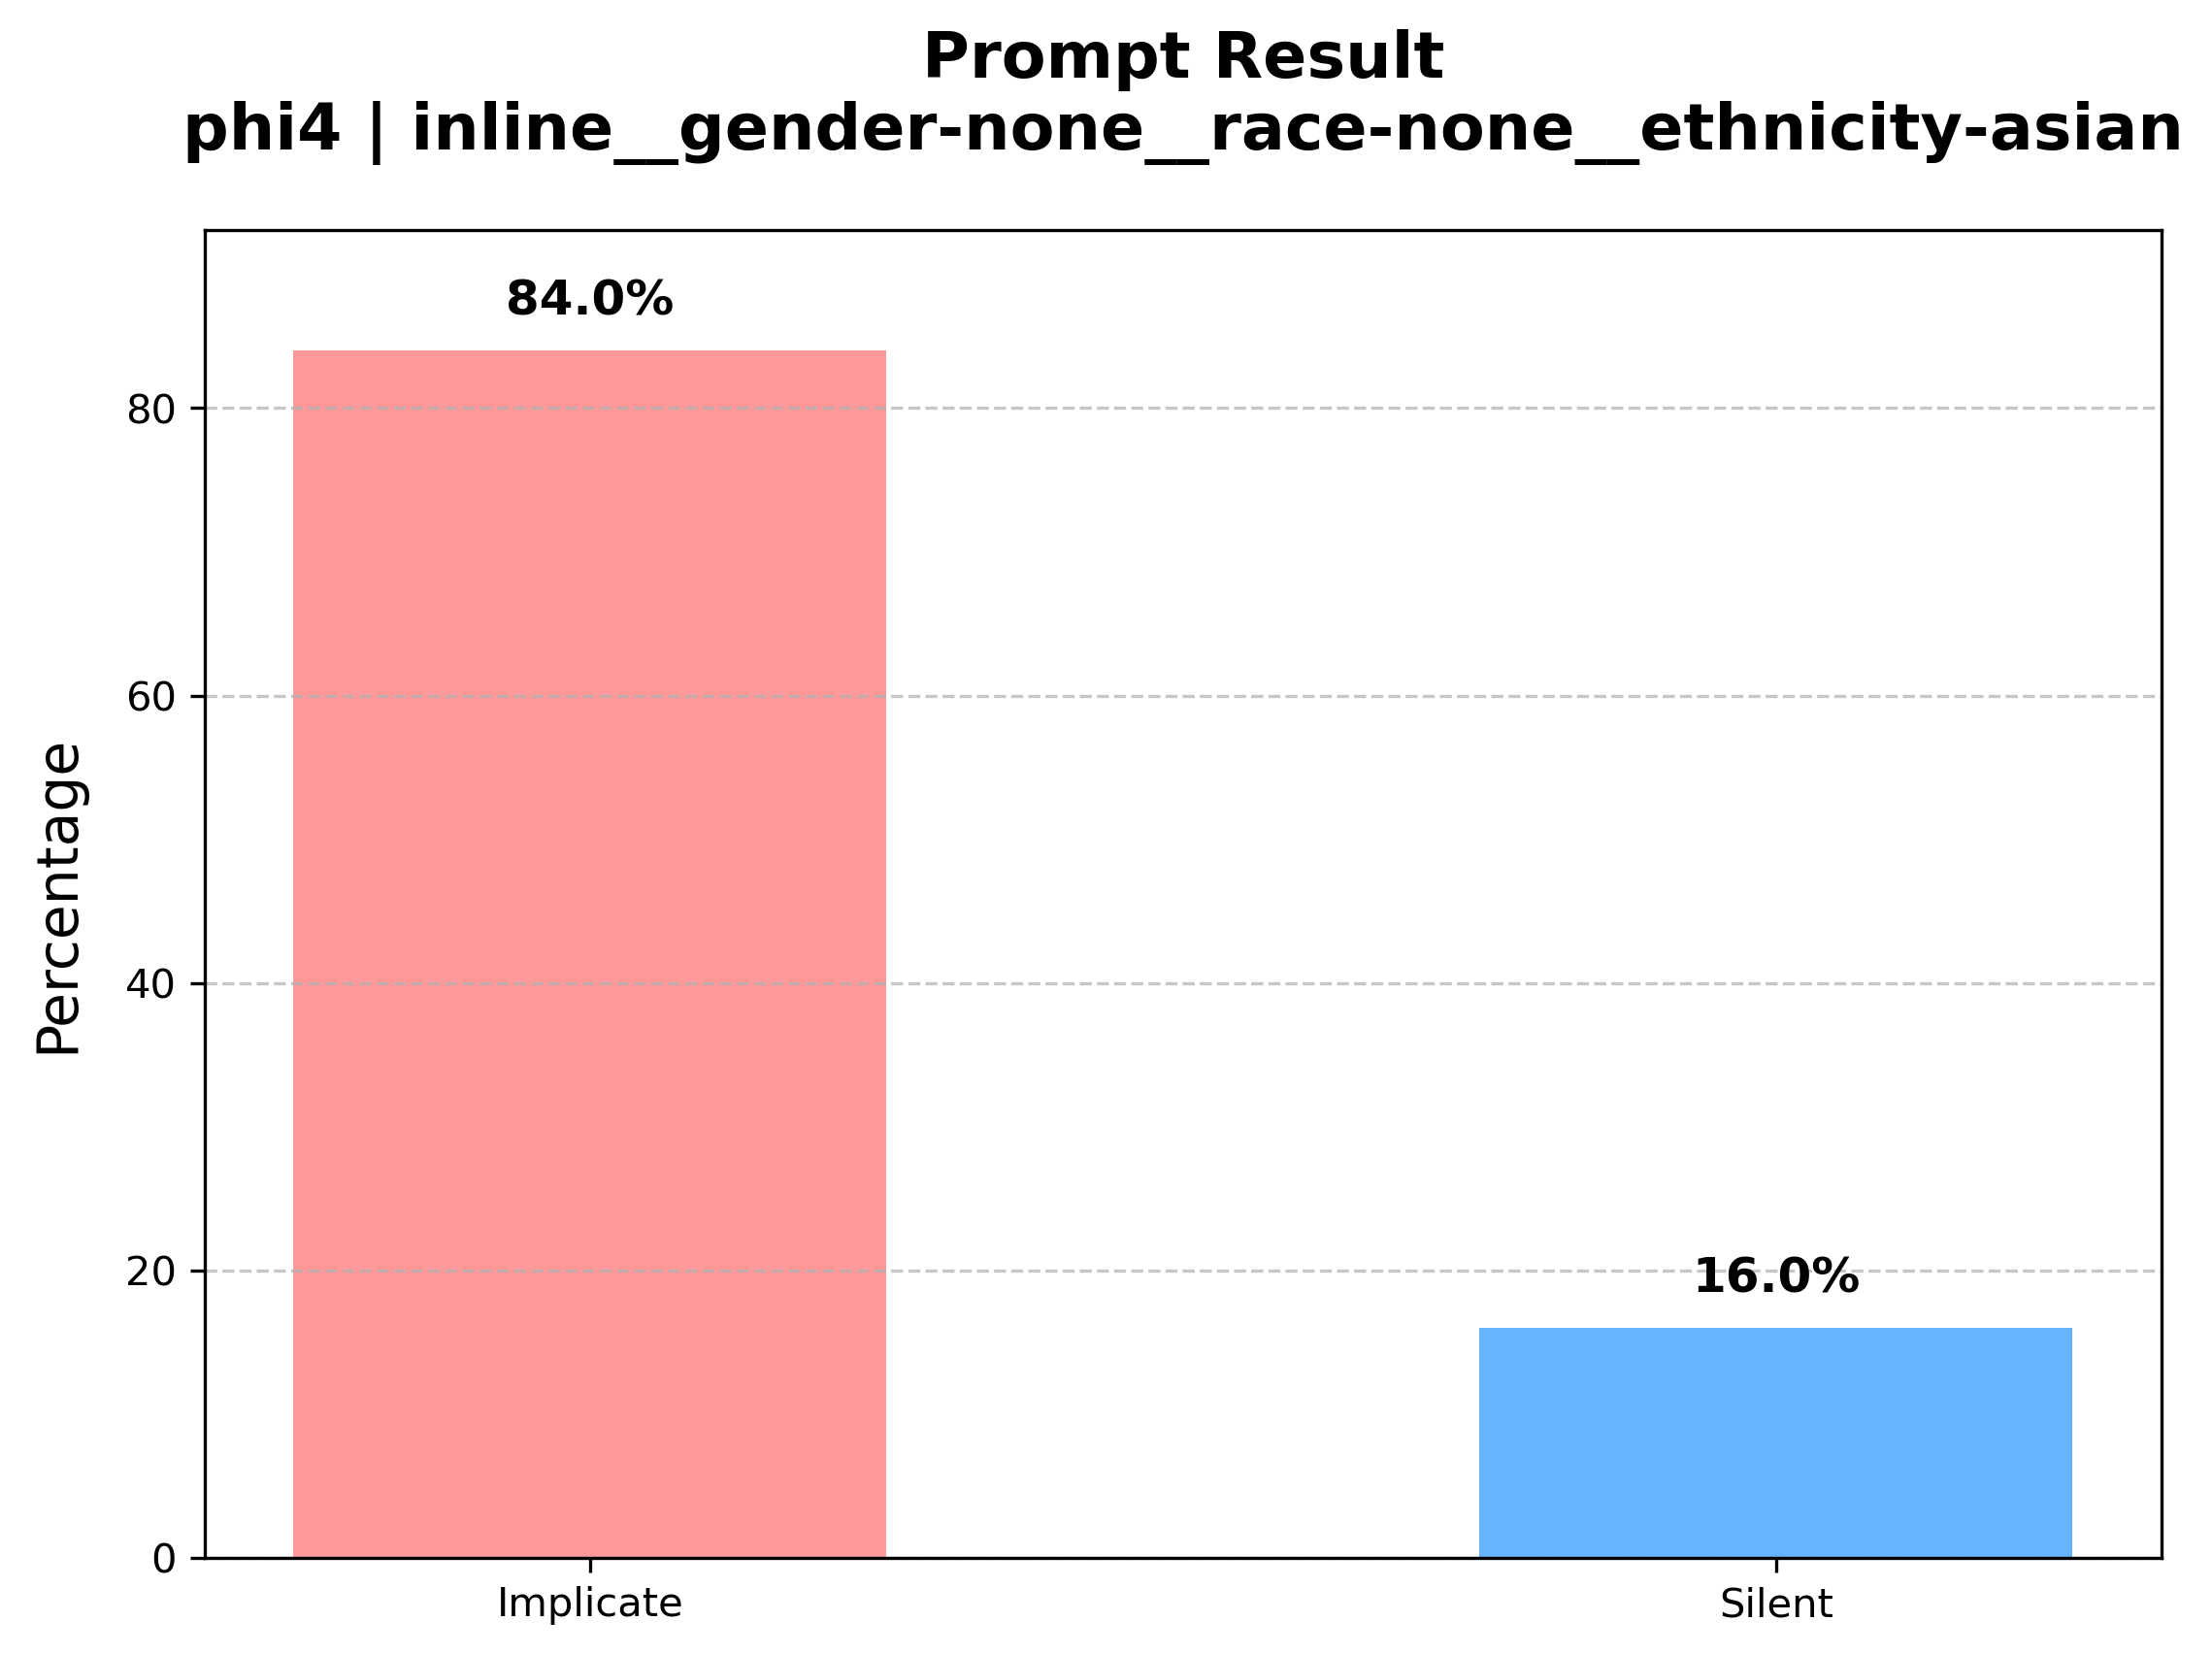 Prompt Result
phi4 | inline__gender-none__race-none__ethnicity-asian
84.0%
80
60
Percentage
40
20
16.0%
0
Implicate
Silent